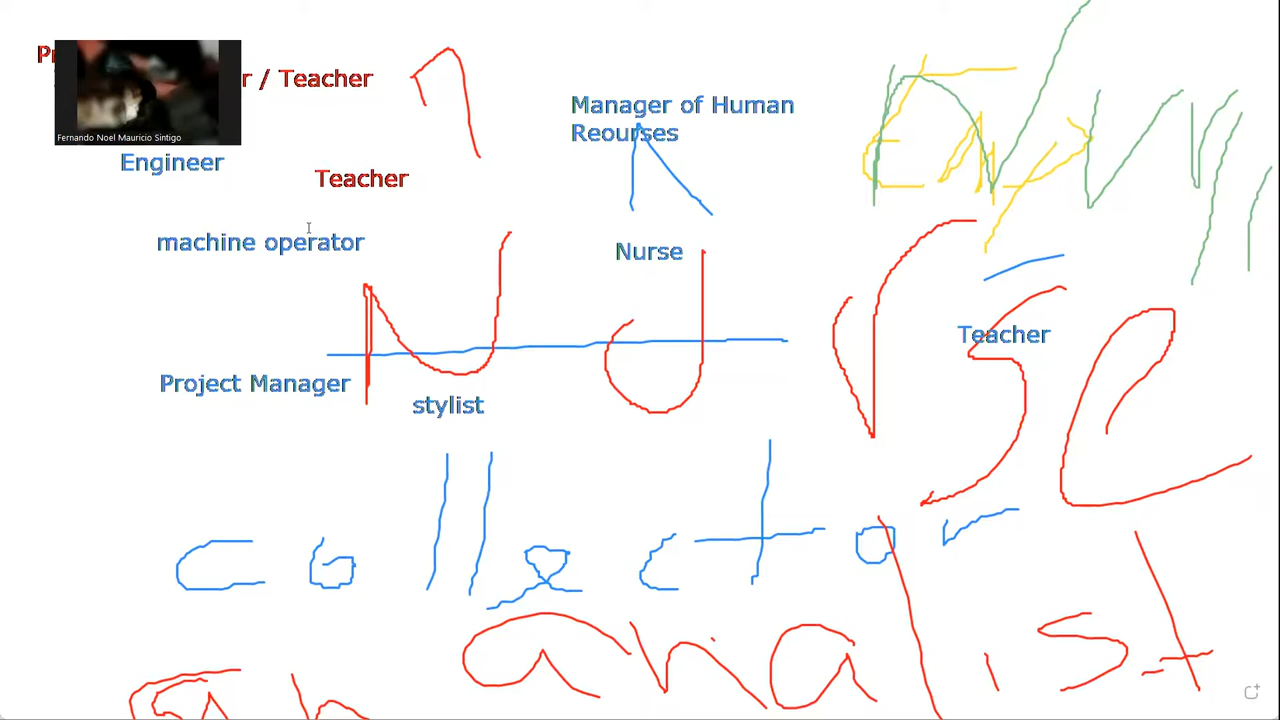 r / Teacher
Fernando Noel Mauricio Sintigo
Manager of Human
Reourses
Engineer
Teacher
machine operator
Nurse
NUrSe
Teacher
Project Manager
stylist
collector
analist